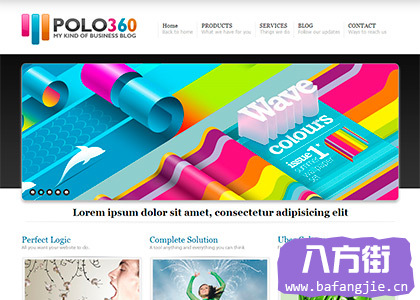 POLO360
MY KIND OF BUSINESS BLOG
Home
Back to home
PRODUCTS
What we have for you
SERVICES
Things we do
BLOG
Follow our updates
CONTACT
Ways to reach us
Wave
colours
issue 1
Lorem ipsum dolor sit amet, consectetur adipisicing elit
Perfect Logic
All you want your website to do.
Complete Solution
A tool anything and everything you can think
八方街
www.bafangjie.cn